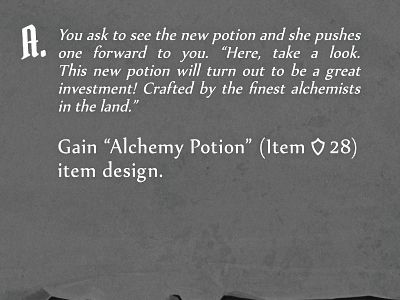 A. You ask to see the new potion and she pushes
one forward to you. “Here, take a look.
This new potion will turn out to be a great
investment! Crafted by the finest alchemists
in the land.”
Gain “Alchemy Potion” (Item 28)
item design.